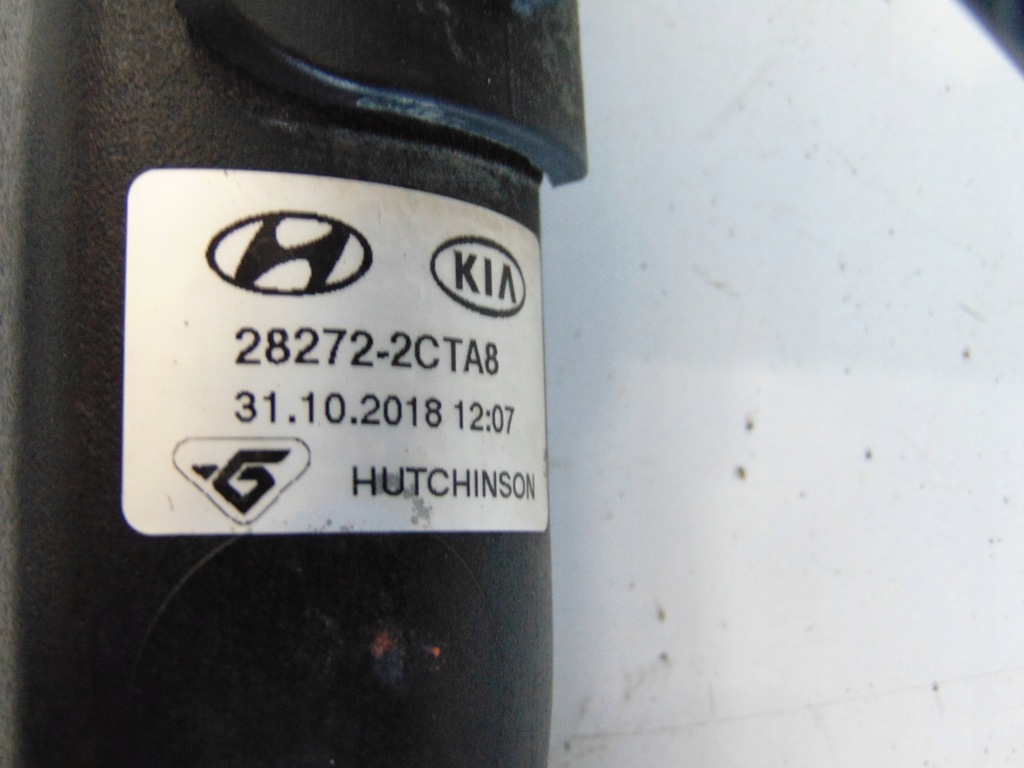 KIA
28272-2CTA8
31.10.2018 12:07
HUTCHINSON